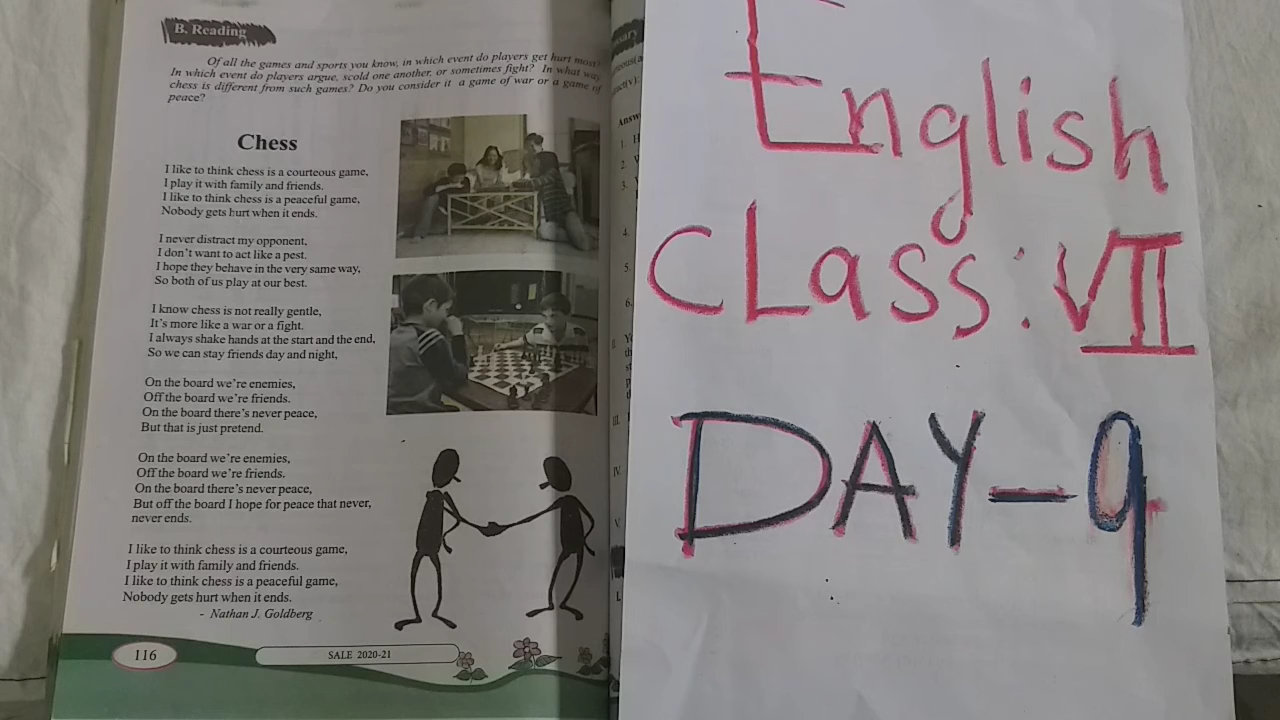 B. Reading
Of all the games and sports you know, in which event do players get hurt most?
In which event do players argue, scold one another, or sometimes fight? In what way
chess is different from such games? Do you consider it a game of war or a game of
peace?
Chess
I like to think chess is a courteous game,
I play it with family and friends.
I like to think chess is a peaceful game,
Nobody gets hurt when it ends.
I never distract my opponent,
I don't want to act like a pest.
I hope they behave in the very same way,
So both of us play at our best.
I know chess is not really gentle,
It's more like a war or a fight.
I always shake hands at the start and the end,
So we can stay friends day and night,
On the board we're enemies,
Off the board we're friends.
On the board there's never peace,
But that is just pretend.
On the board we're enemies,
Off the board we're friends.
On the board there's never peace,
But off the board I hope for peace that never,
never ends.
I like to think chess is a courteous game,
I play it with family and friends.
I like to think chess is a peaceful game,
Nobody gets hurt when it ends.
- Nathan J. Goldberg
116
SALE 2020-21
Answ
1.
2.
3.
4.
5.
6.
II.
III.
IV.
V.
English
CLass: VII
DAY-9